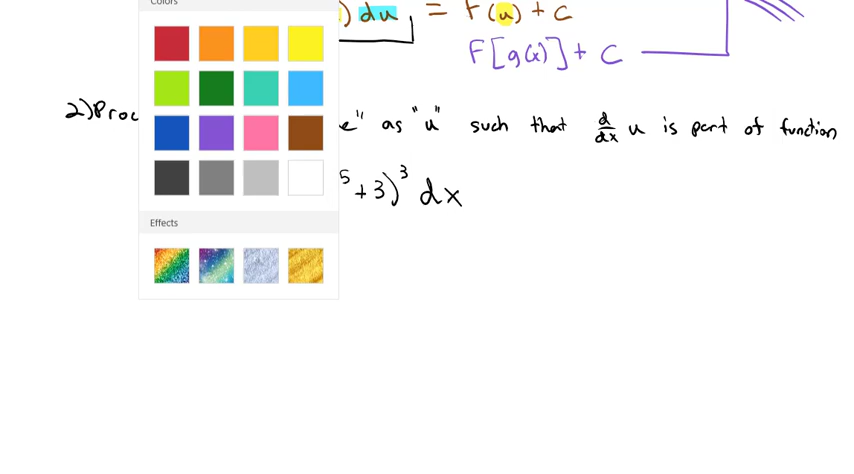 Colors
) du = F(u) + c
F[g(x)] + C
2) Proc e" as "u" such that d/dx u is part of function
5 + 3)³ dx
Effects